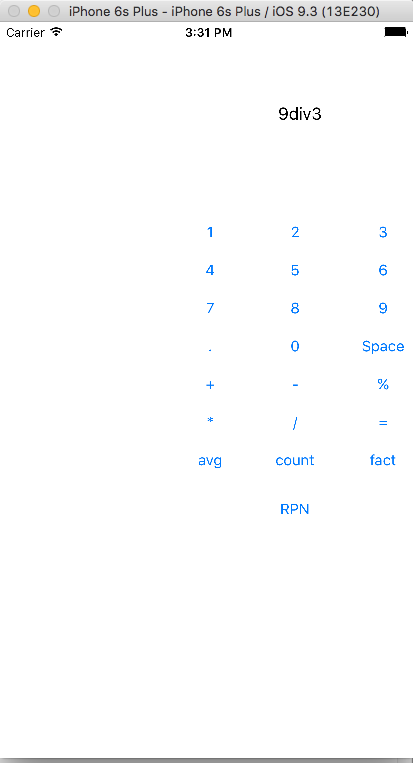 iPhone 6s Plus - iPhone 6s Plus / iOS 9.3 (13E230)
Carrier 3:31 PM
9div3
1 2 3
4 5 6
7 8 9
. 0 Space
+ - %
* / =
avg count fact
RPN